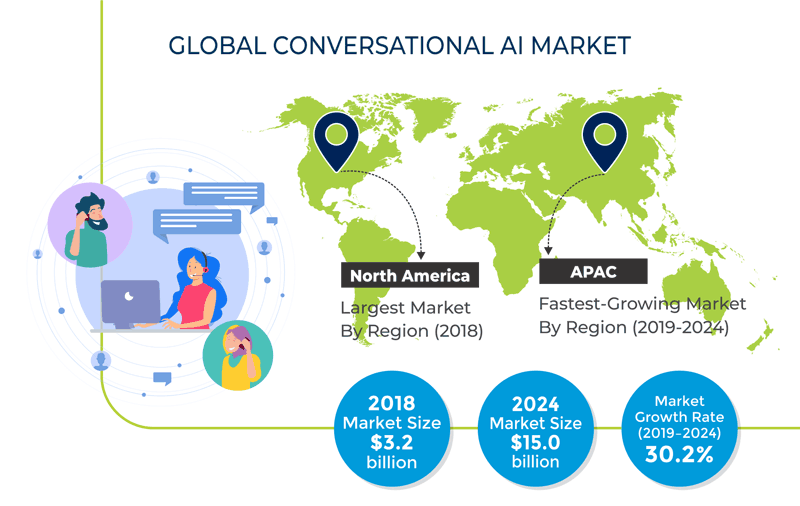 GLOBAL CONVERSATIONAL AI MARKET
North America
Largest Market
By Region (2018)
APAC
Fastest-Growing Market
By Region (2019-2024)
2018
Market Size
$3.2
billion
2024
Market Size
$15.0
billion
Market
Growth Rate
(2019-2024)
30.2%